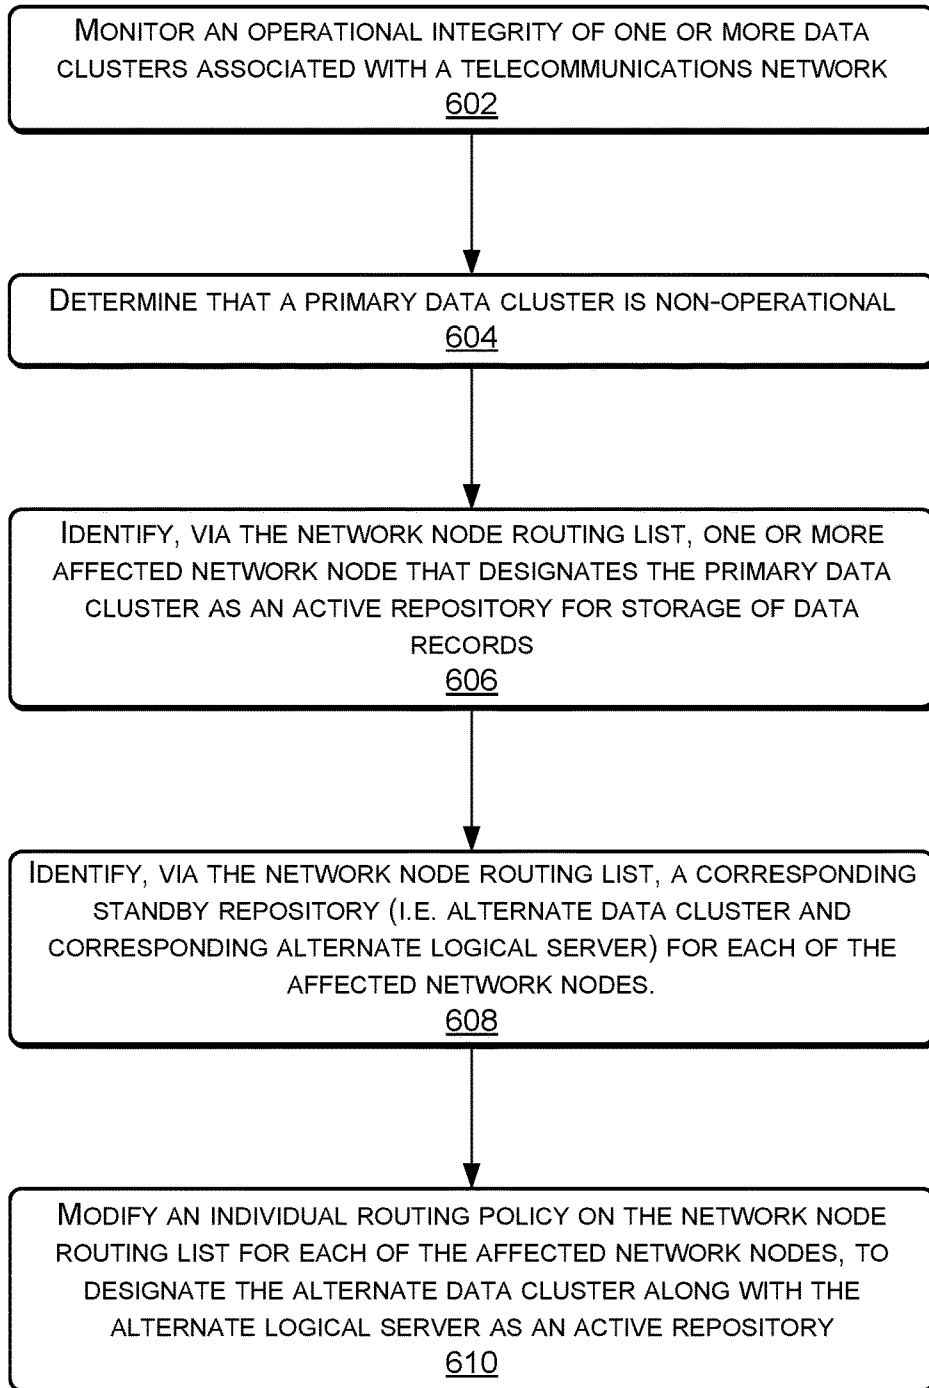 MONITOR AN OPERATIONAL INTEGRITY OF ONE OR MORE DATA
CLUSTERS ASSOCIATED WITH A TELECOMMUNICATIONS NETWORK
602
DETERMINE THAT A PRIMARY DATA CLUSTER IS NON-OPERATIONAL
604
IDENTIFY, VIA THE NETWORK NODE ROUTING LIST, ONE OR MORE
AFFECTED NETWORK NODE THAT DESIGNATES THE PRIMARY DATA
CLUSTER AS AN ACTIVE REPOSITORY FOR STORAGE OF DATA
RECORDS
606
IDENTIFY, VIA THE NETWORK NODE ROUTING LIST, A CORRESPONDING
STANDBY REPOSITORY (I.E. ALTERNATE DATA CLUSTER AND
CORRESPONDING ALTERNATE LOGICAL SERVER) FOR EACH OF THE
AFFECTED NETWORK NODES.
608
MODIFY AN INDIVIDUAL ROUTING POLICY ON THE NETWORK NODE
ROUTING LIST FOR EACH OF THE AFFECTED NETWORK NODES, TO
DESIGNATE THE ALTERNATE DATA CLUSTER ALONG WITH THE
ALTERNATE LOGICAL SERVER AS AN ACTIVE REPOSITORY
610